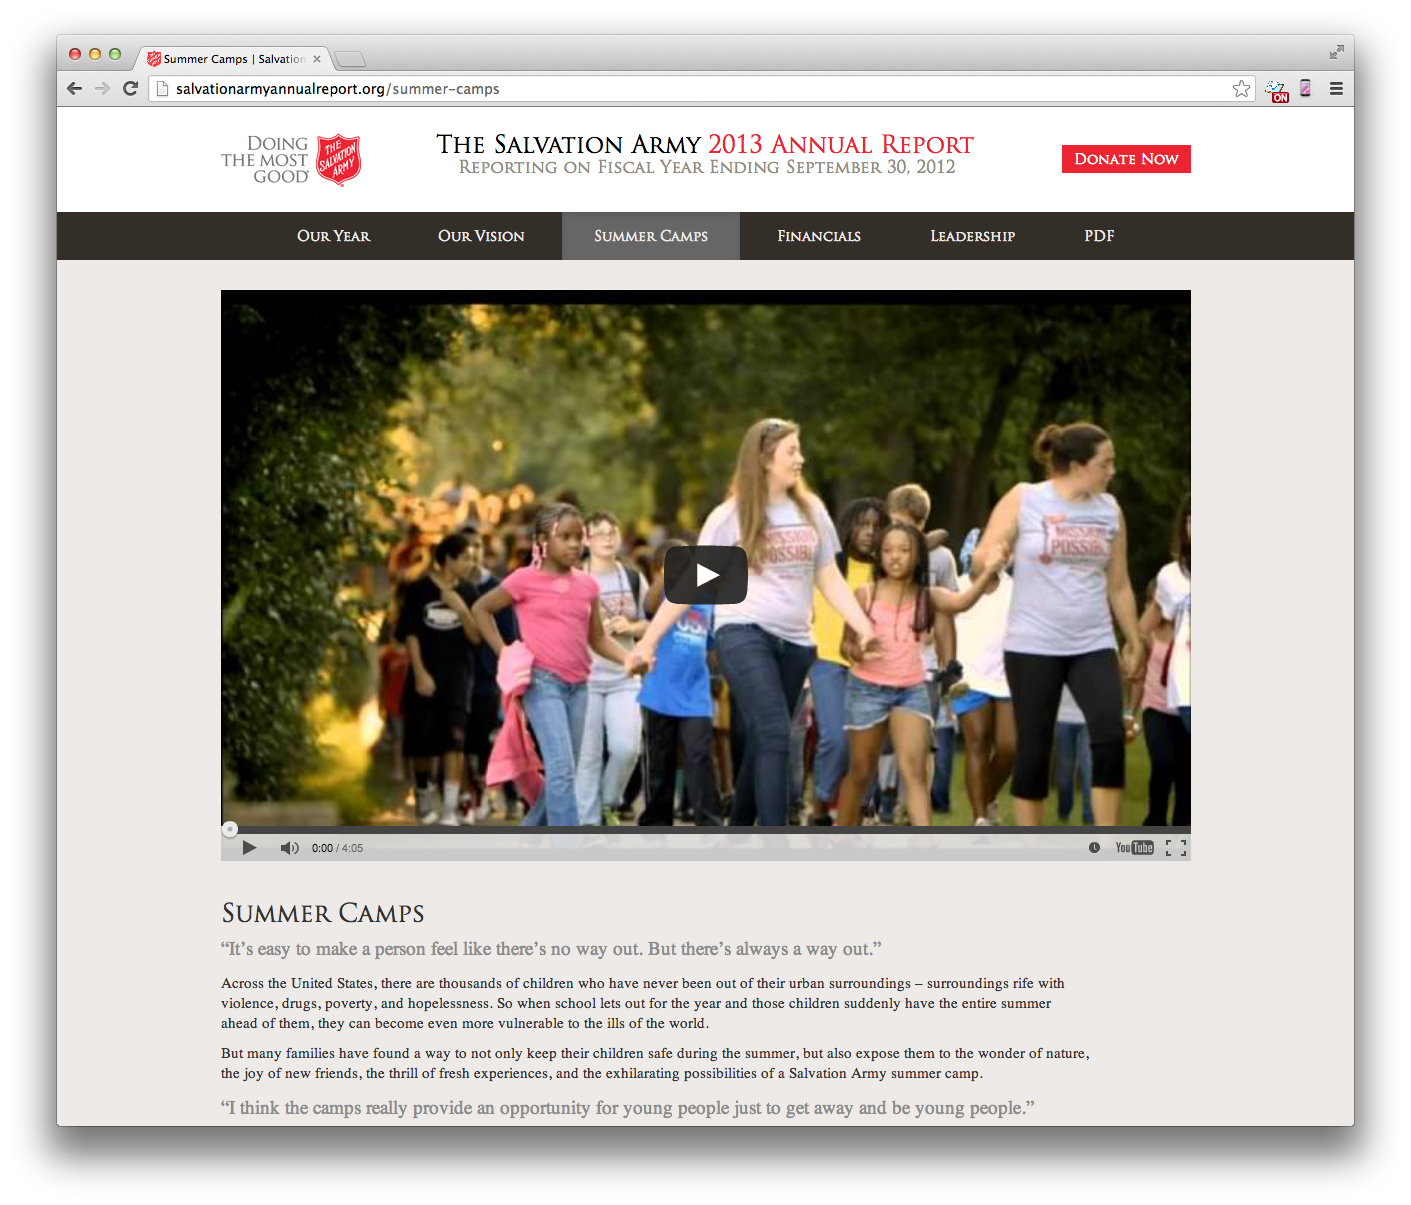 Summer Camps | Salvation
salvationarmyannualreport.org/summer-camps
ON
Doing
the most
good
The
Salvation
Army
The Salvation Army 2013 Annual Report
Reporting on Fiscal Year Ending September 30, 2012
Donate Now
Our Year
Our Vision
Summer Camps
Financials
Leadership
PDF
MISSION
POSSIBL
MISSION
POSSIBL
0:00 / 4:05
YouTube
Summer Camps
“It’s easy to make a person feel like there’s no way out. But there’s always a way out.”
Across the United States, there are thousands of children who have never been out of their urban surroundings – surroundings rife with
violence, drugs, poverty, and hopelessness. So when school lets out for the year and those children suddenly have the entire summer
ahead of them, they can become even more vulnerable to the ills of the world.
But many families have found a way to not only keep their children safe during the summer, but also expose them to the wonder of nature,
the joy of new friends, the thrill of fresh experiences, and the exhilarating possibilities of a Salvation Army summer camp.
“I think the camps really provide an opportunity for young people just to get away and be young people.”